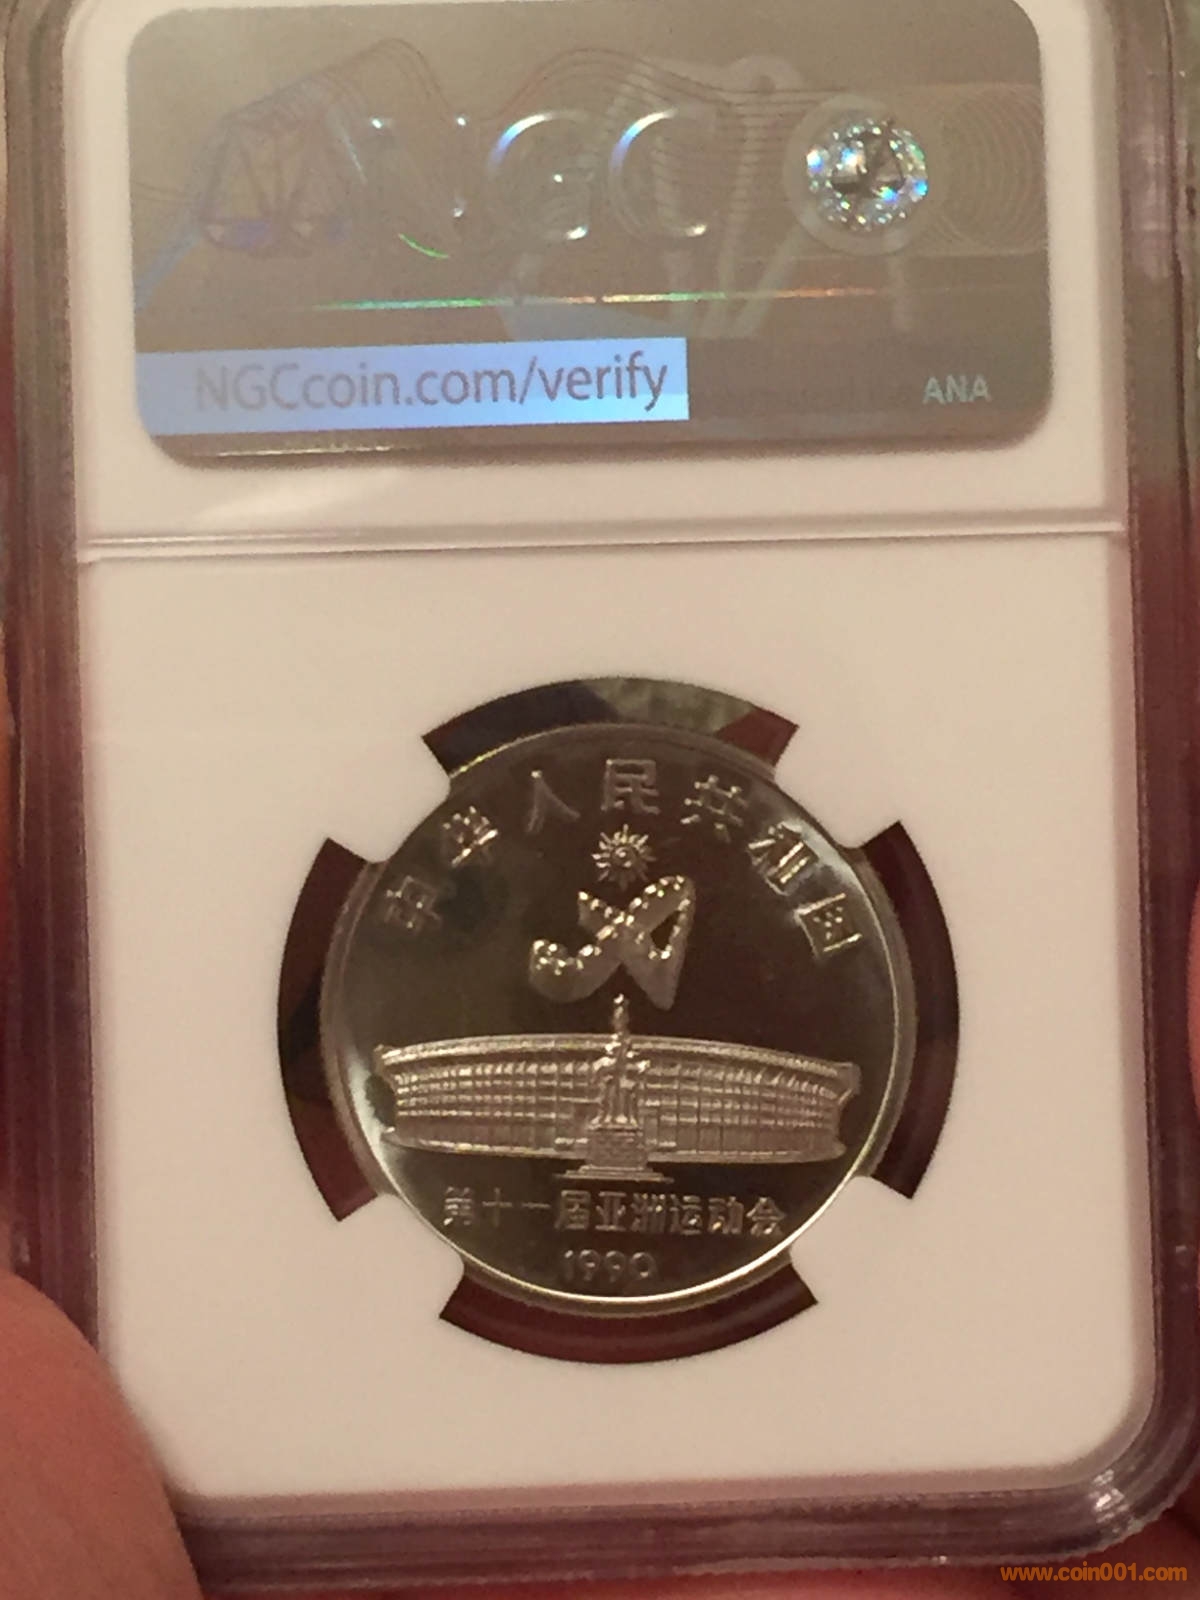 NGC
NGCcoin.com/verify
ANA
中华人民共和国
第十一届亚洲运动会
1990
www.coin001.com